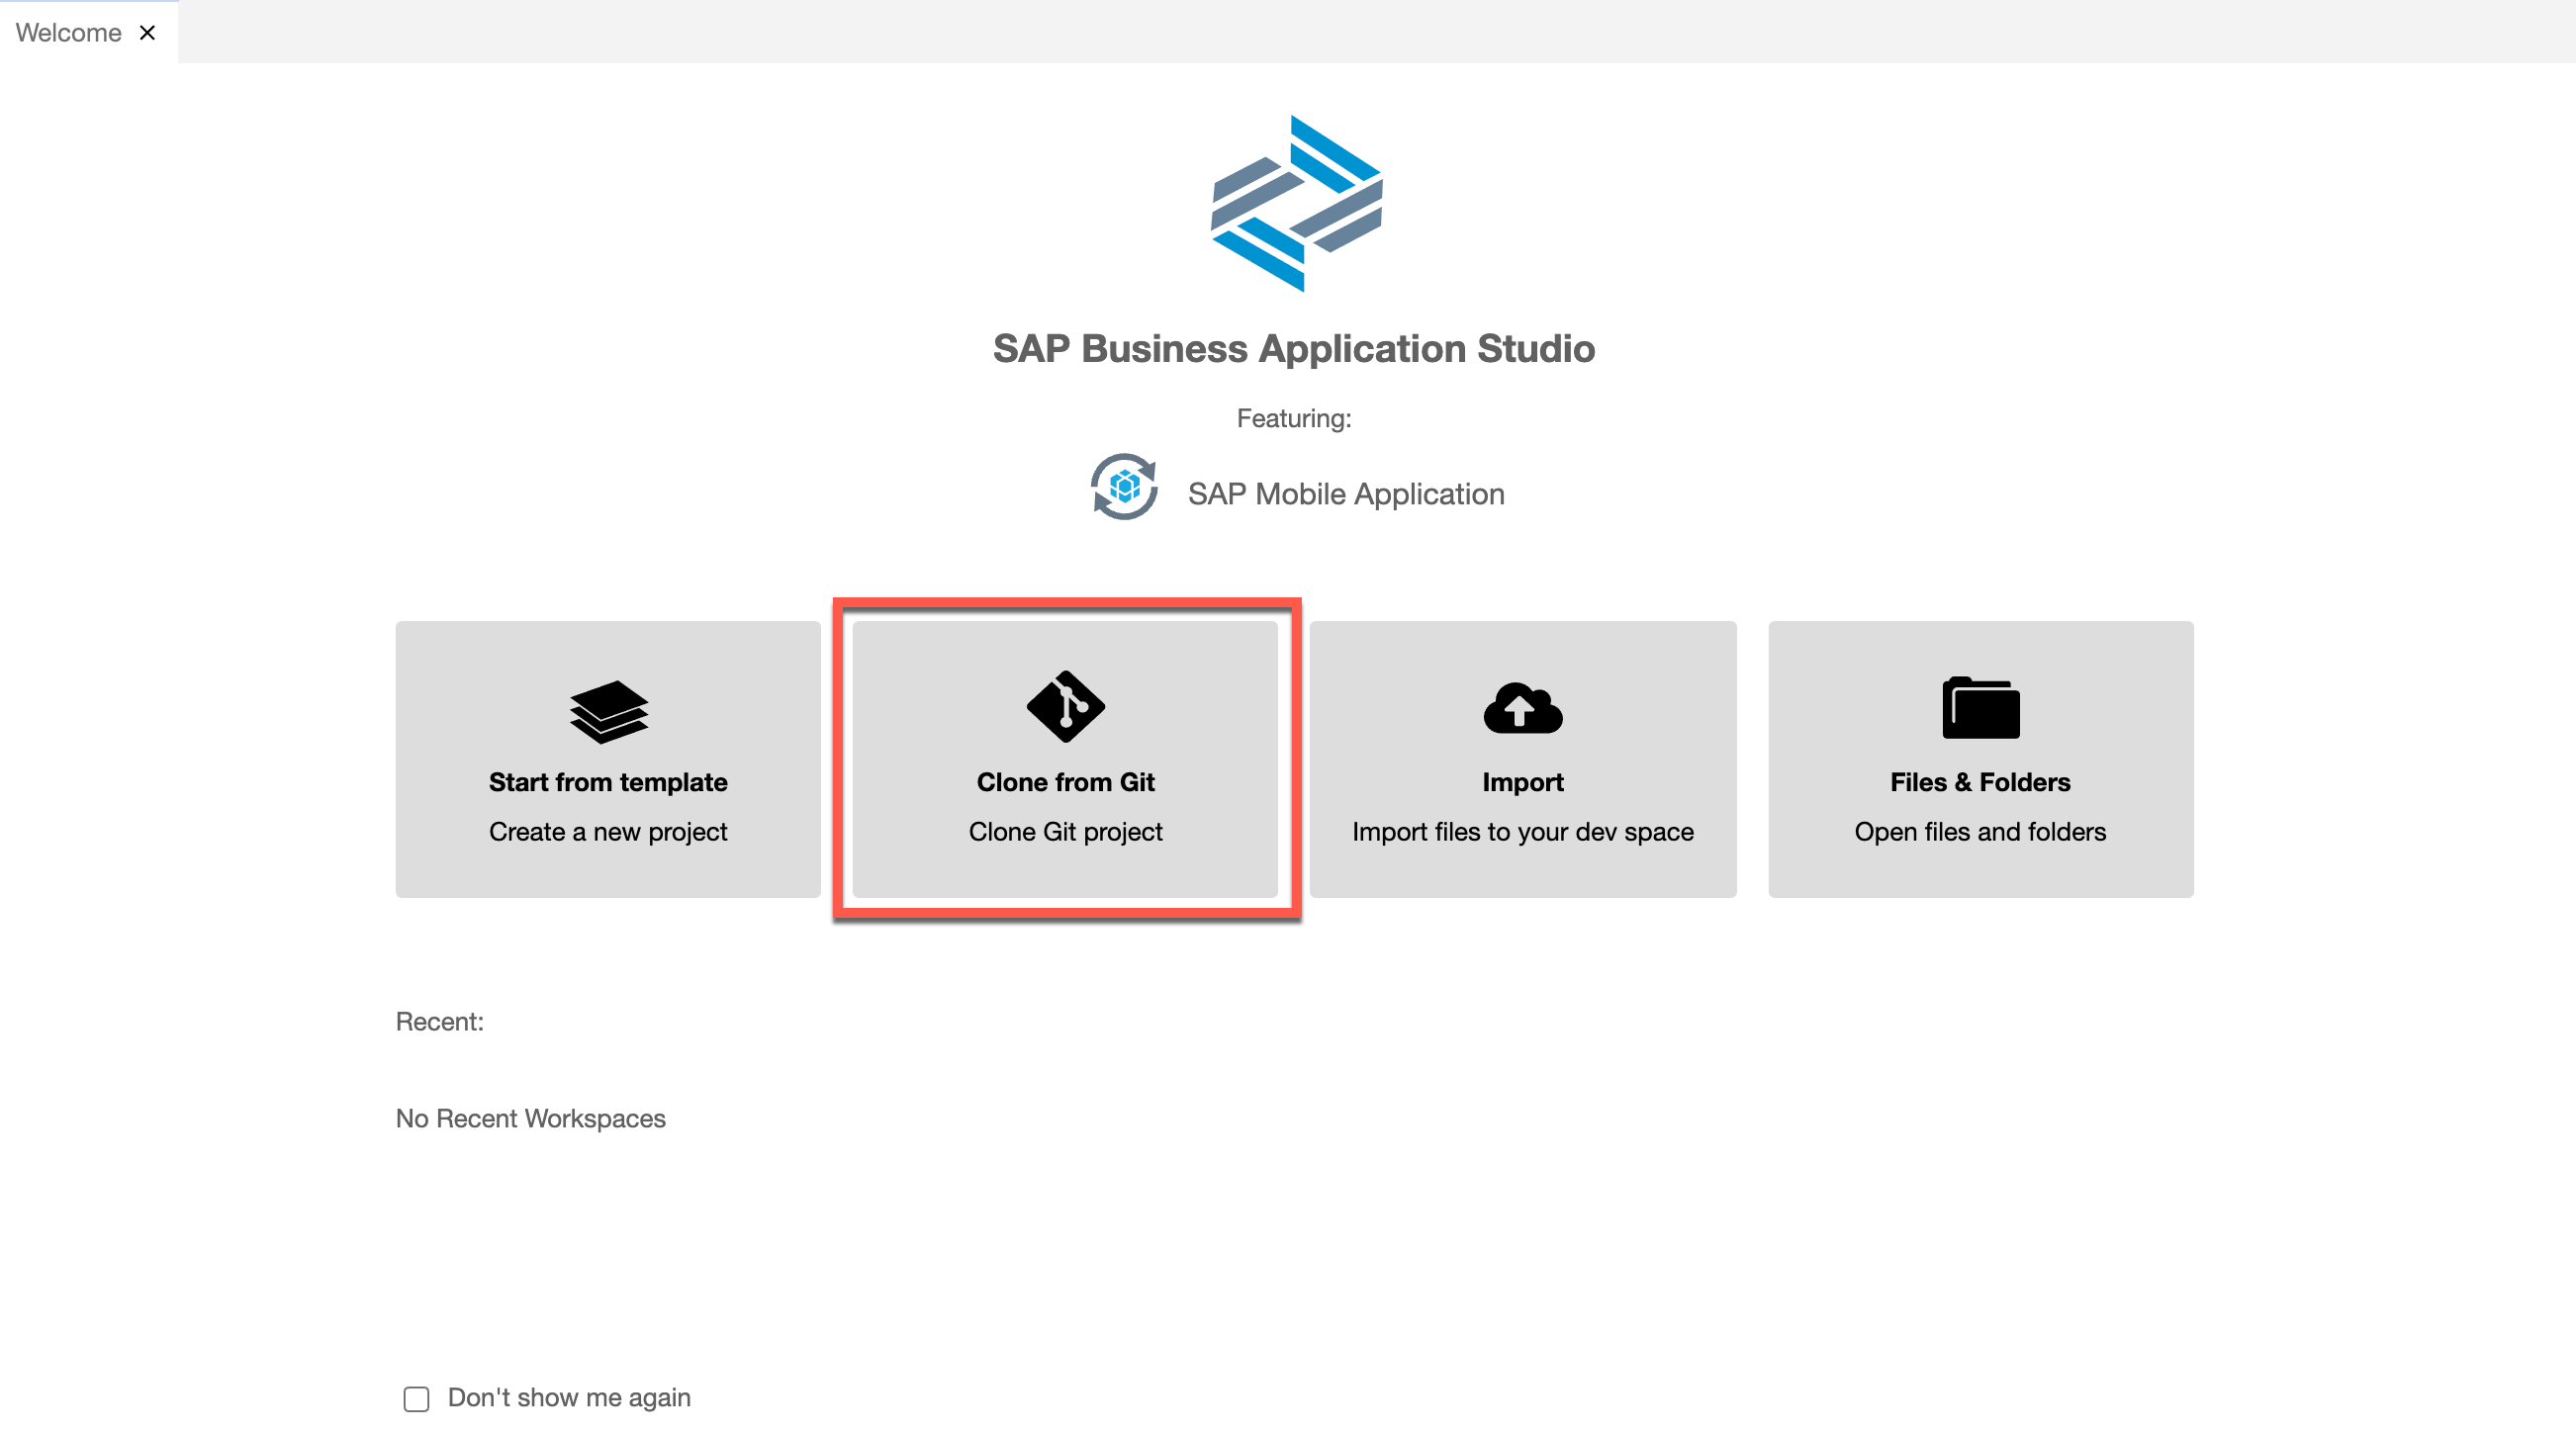 Welcome
SAP Business Application Studio
Featuring:
SAP Mobile Application
Start from template
Create a new project
Clone from Git
Clone Git project
Import
Import files to your dev space
Files & Folders
Open files and folders
Recent:
No Recent Workspaces
Don't show me again